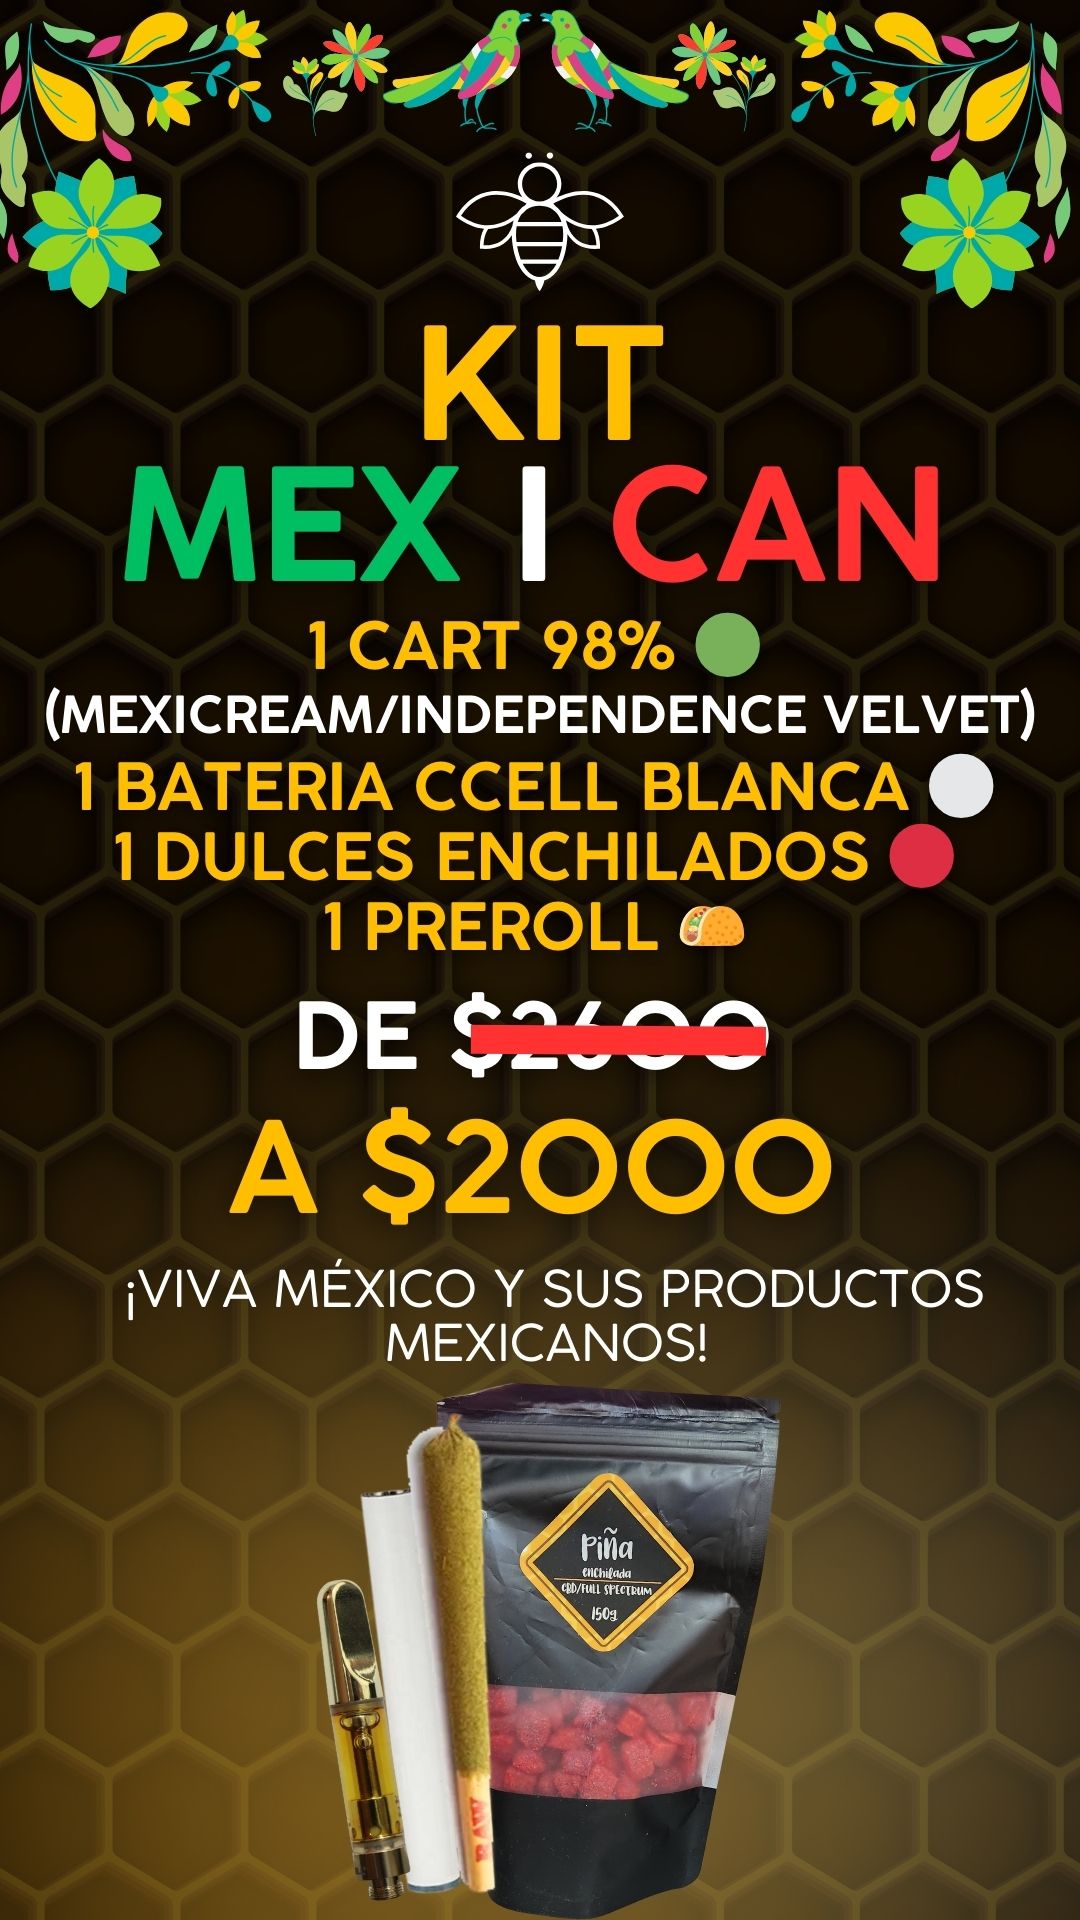 KIT
MEX I CAN
1 CART 98%
(MEXICREAM/INDEPENDENCE VELVET)
1 BATERIA CCELL BLANCA
1 DULCES ENCHILADOS
1 PREROLL
DE $2600
A $2000
¡VIVA MÉXICO Y SUS PRODUCTOS
MEXICANOS!
Piña
enchilada
CBD/FULL SPECTRUM
150g
RAW